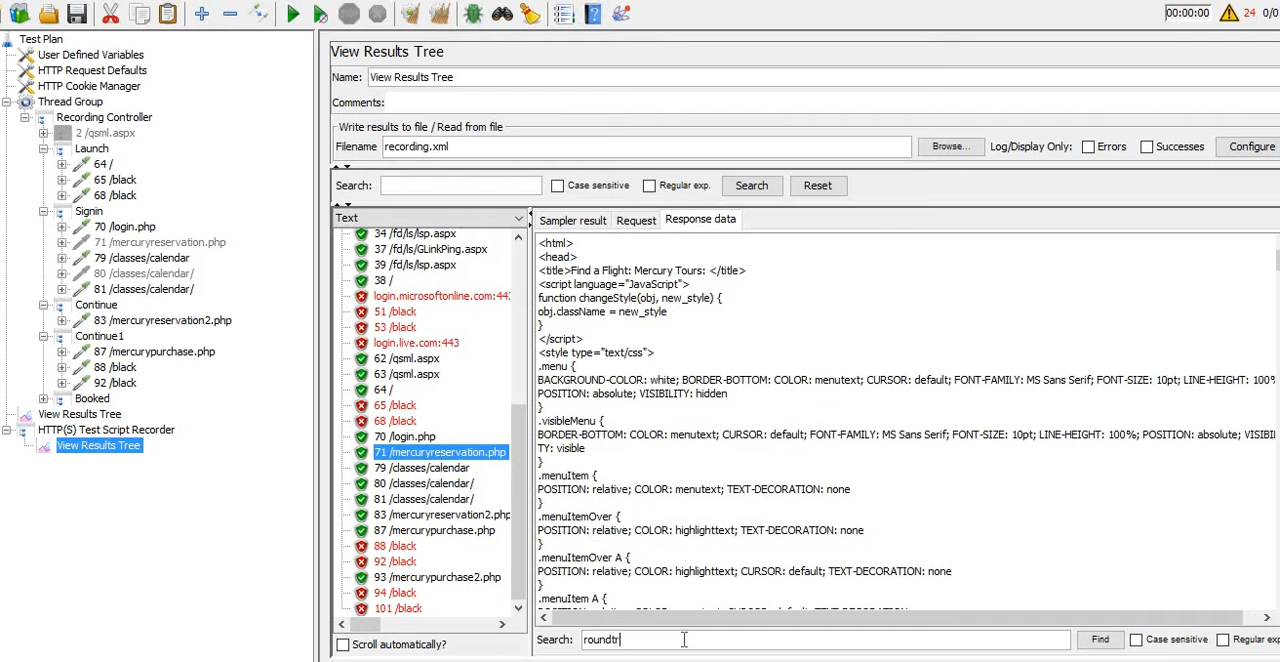 00:00:00 24 0/0
Test Plan
User Defined Variables
HTTP Request Defaults
HTTP Cookie Manager
Thread Group
Recording Controller
2 /qsml.aspx
Launch
64 /
65 /black
68 /black
Signin
70 /login.php
71 /mercuryreservation.php
79 /classes/calendar
80 /classes/calendar/
81 /classes/calendar/
Continue
83 /mercuryreservation2.php
Continue1
87 /mercurypurchase.php
88 /black
92 /black
Booked
View Results Tree
HTTP(S) Test Script Recorder
View Results Tree
View Results Tree
Name: View Results Tree
Comments:
Write results to file / Read from file
Filename recording.xml Browse... Log/Display Only: Errors Successes Configure
Search: Case sensitive Regular exp. Search Reset
Text
34 /fd/ls/lsp.aspx
37 /fd/ls/GLinkPing.aspx
39 /fd/ls/lsp.aspx
38 /
login.microsoftonline.com:443
51 /black
53 /black
login.live.com:443
62 /qsml.aspx
63 /qsml.aspx
64 /
65 /black
68 /black
70 /login.php
71 /mercuryreservation.php
79 /classes/calendar
80 /classes/calendar/
81 /classes/calendar/
83 /mercuryreservation2.php
87 /mercurypurchase.php
88 /black
92 /black
93 /mercurypurchase2.php
94 /black
101 /black
Scroll automatically?
Sampler result Request Response data
<html>
<head>
<title>Find a Flight: Mercury Tours: </title>
<script language="JavaScript">
function changeStyle(obj, new_style) {
obj.className = new_style
}
</script>
<style type="text/css">
.menu {
BACKGROUND-COLOR: white; BORDER-BOTTOM: COLOR: menutext; CURSOR: default; FONT-FAMILY: MS Sans Serif; FONT-SIZE: 10pt; LINE-HEIGHT: 100%
POSITION: absolute; VISIBILITY: hidden
}
.visibleMenu {
BORDER-BOTTOM: COLOR: menutext; CURSOR: default; FONT-FAMILY: MS Sans Serif; FONT-SIZE: 10pt; LINE-HEIGHT: 100%; POSITION: absolute; VISIBI
TY: visible
}
.menuItem {
POSITION: relative; COLOR: menutext; TEXT-DECORATION: none
}
.menuItemOver {
POSITION: relative; COLOR: highlighttext; TEXT-DECORATION: none
}
.menuItemOver A {
POSITION: relative; COLOR: highlighttext; CURSOR: default; TEXT-DECORATION: none
}
.menuItem A {
Search: roundtr Find Case sensitive Regular exp